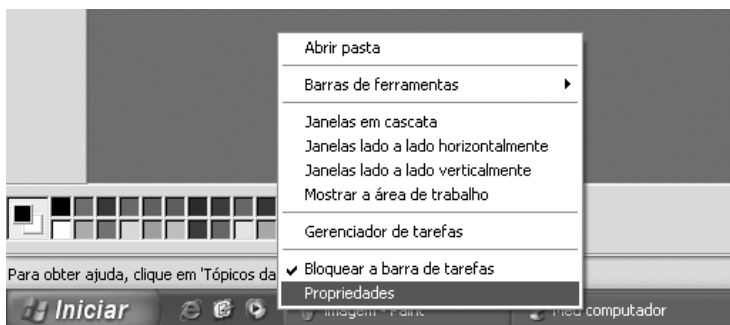 Abrir pasta
Barras de ferramentas
Janelas em cascata
Janelas lado a lado horizontalmente
Janelas lado a lado verticalmente
Mostrar a área de trabalho
Gerenciador de tarefas
Bloquear a barra de tarefas
Propriedades
Para obter ajuda, clique em 'Tópicos da
Iniciar
Imagem - Paint
Meu computador